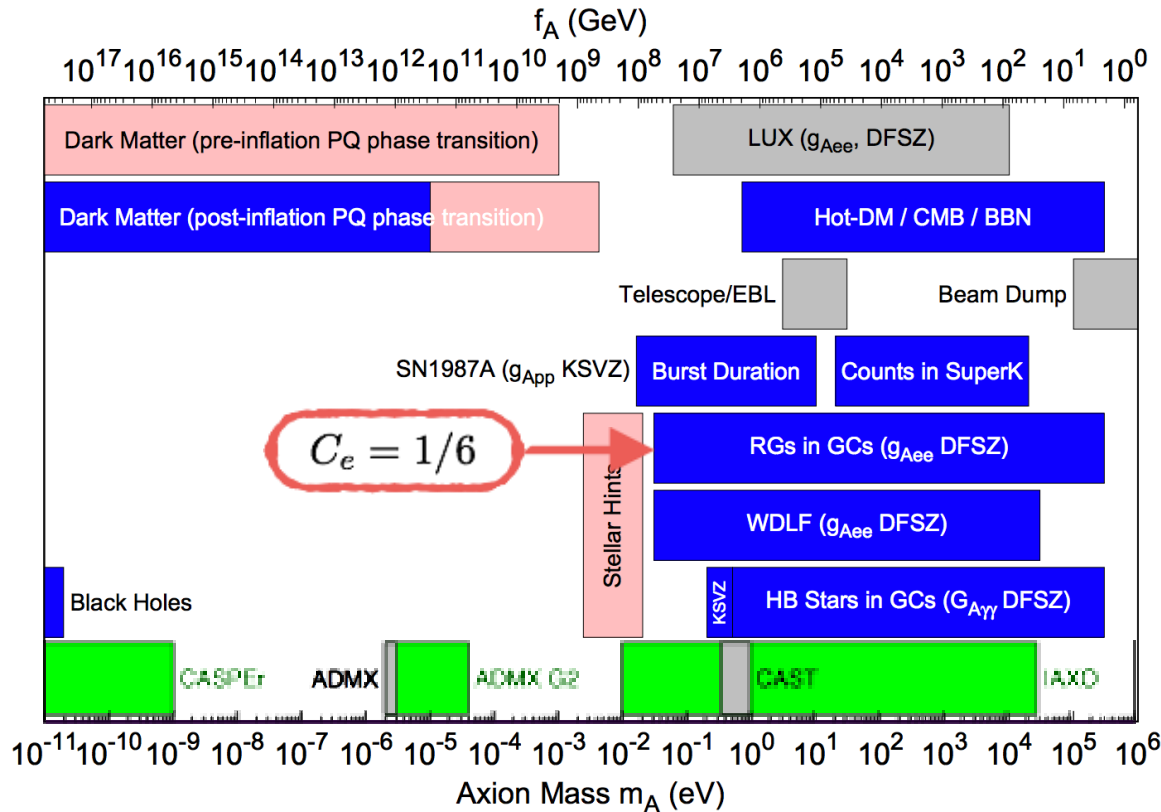 f_A (GeV)
10^17 10^16 10^15 10^14 10^13 10^12 10^11 10^10 10^9 10^8 10^7 10^6 10^5 10^4 10^3 10^2 10^1 10^0
Dark Matter (pre-inflation PQ phase transition)
LUX (g_Aee, DFSZ)
Dark Matter (post-inflation PQ phase transition)
Hot-DM / CMB / BBN
Telescope/EBL
Beam Dump
SN1987A (g_App KSVZ)
Burst Duration
Counts in SuperK
C_e = 1/6
RGs in GCs (g_Aee DFSZ)
Stellar Hints
WDLF (g_Aee DFSZ)
Black Holes
KSVZ
HB Stars in GCs (G_Aγγ DFSZ)
CASPEr
ADMX
ADMX G2
CAST
IAXO
10^-11 10^-10 10^-9 10^-8 10^-7 10^-6 10^-5 10^-4 10^-3 10^-2 10^-1 10^0 10^1 10^2 10^3 10^4 10^5 10^6
Axion Mass m_A (eV)